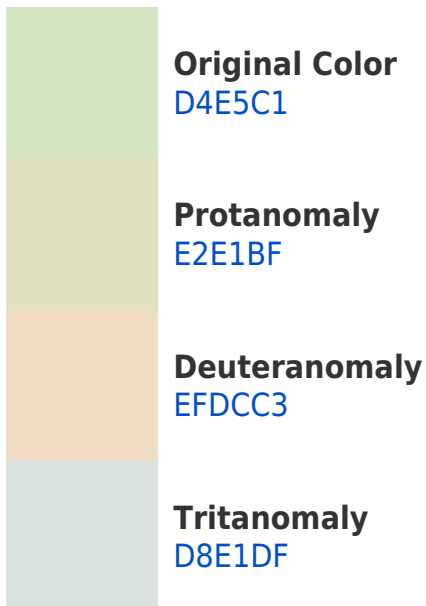 Original Color
D4E5C1
Protanomaly
E2E1BF
Deuteranomaly
EFDCC3
Tritanomaly
D8E1DF